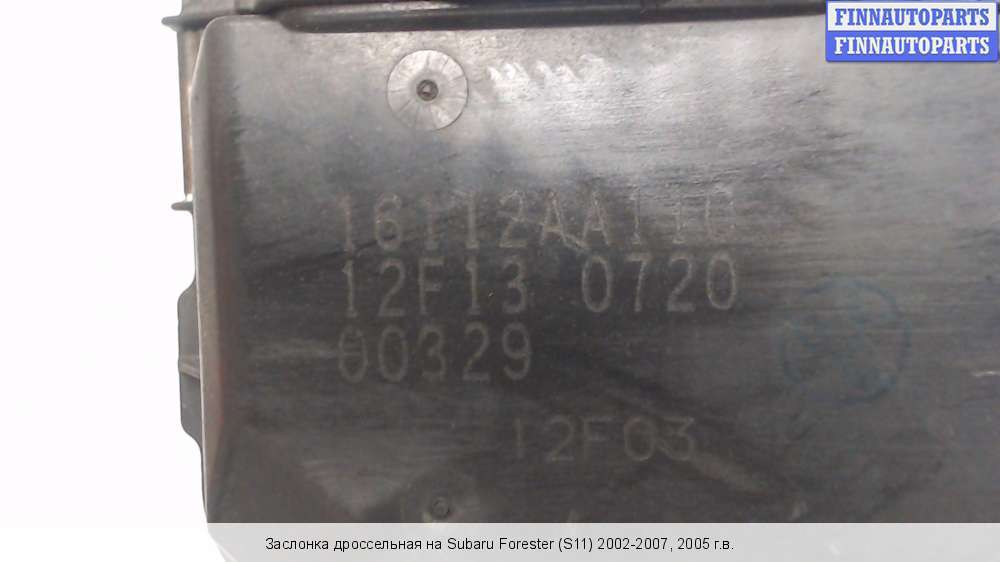 FINNAUTOPARTS
FINNAUTOPARTS
16112AA110
12F13 0720
00329
12F03
Заслонка дроссельная на Subaru Forester (S11) 2002-2007, 2005 г.в.